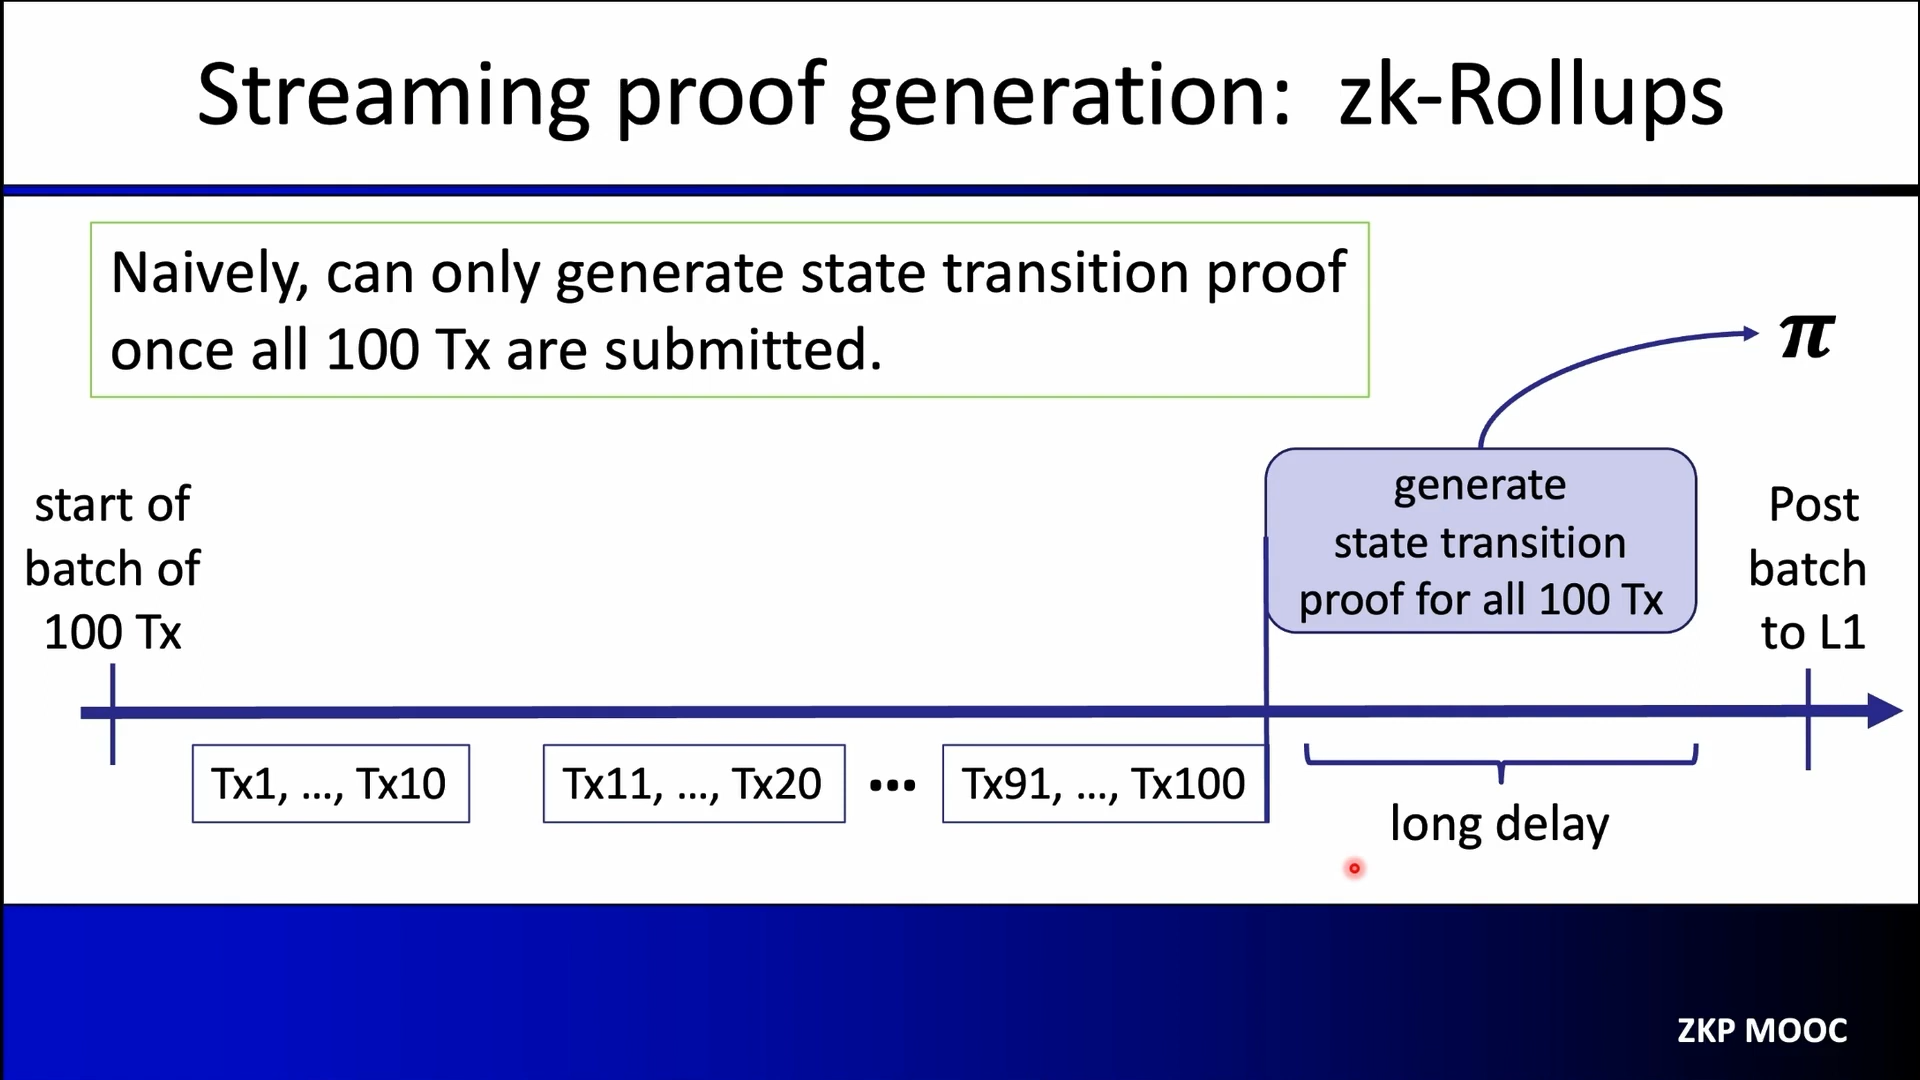 Streaming proof generation: zk-Rollups
Naively, can only generate state transition proof
once all 100 Tx are submitted.
π
start of
batch of
100 Tx
generate
state transition
proof for all 100 Tx
Post
batch
to L1
Tx1, ..., Tx10
Tx11, ..., Tx20
...
Tx91, ..., Tx100
long delay
ZKP MOOC